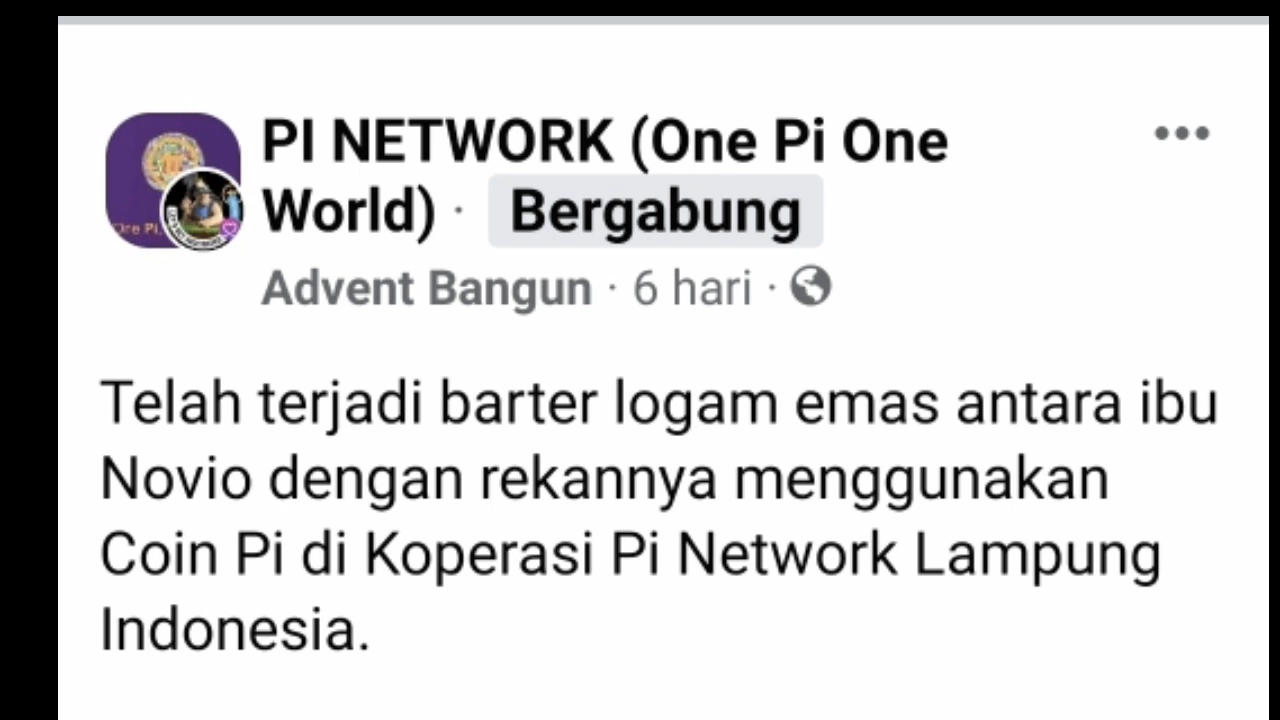 PI NETWORK (One Pi One
World) · Bergabung
Advent Bangun · 6 hari ·
Telah terjadi barter logam emas antara ibu
Novio dengan rekannya menggunakan
Coin Pi di Koperasi Pi Network Lampung
Indonesia.